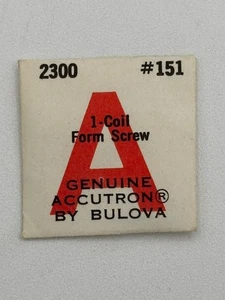 2300 #151
1-Coil
Form Screw
A
GENUINE
ACCUTRON®
BY BULOVA